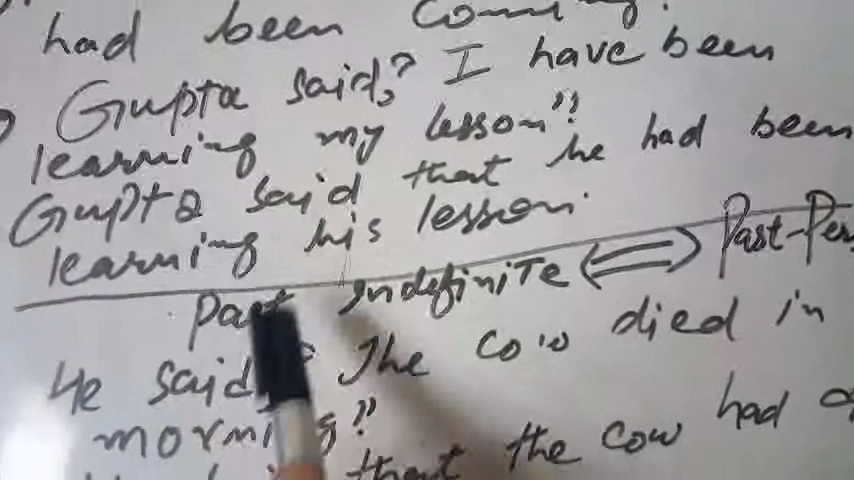 had been
Gupta said, "I have been
learning my lesson"
Gupta said that he had been
learning his lesson.
Past Indefinite ⟺ Past-Per
He said, "The cow died in
morning"
that the cow had